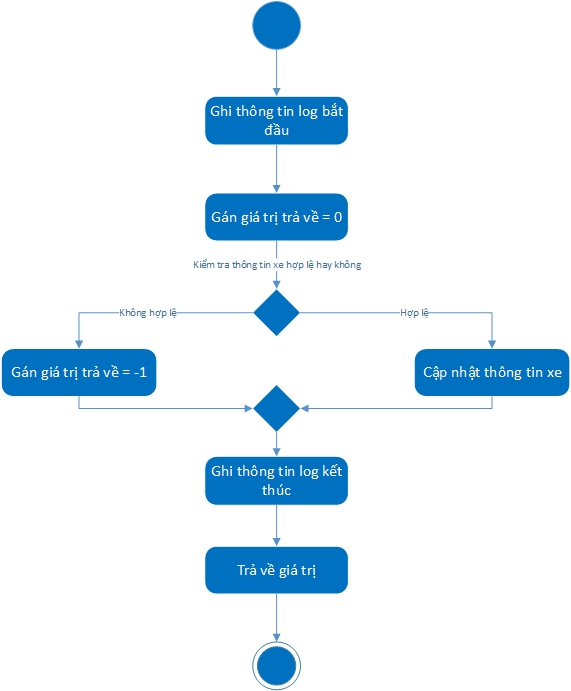 Ghi thông tin log bắt
đầu
Gán giá trị trả về = 0
Kiểm tra thông tin xe hợp lệ hay không
Không hợp lệ
Hợp lệ
Gán giá trị trả về = -1
Cập nhật thông tin xe
Ghi thông tin log kết
thúc
Trả về giá trị